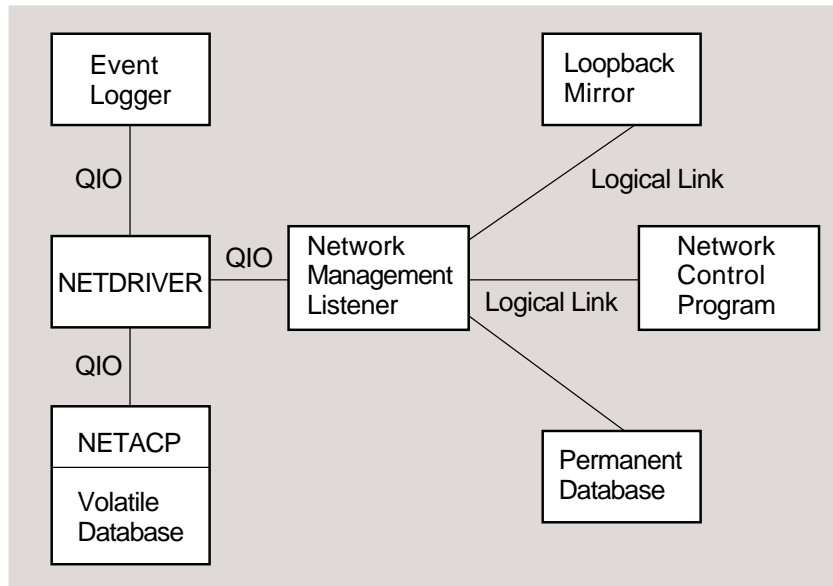 Event
Logger
Loopback
Mirror
QIO
Logical Link
NETDRIVER
QIO
Network
Management
Listener
Network
Control
Program
Logical Link
QIO
NETACP
Volatile
Database
Permanent
Database